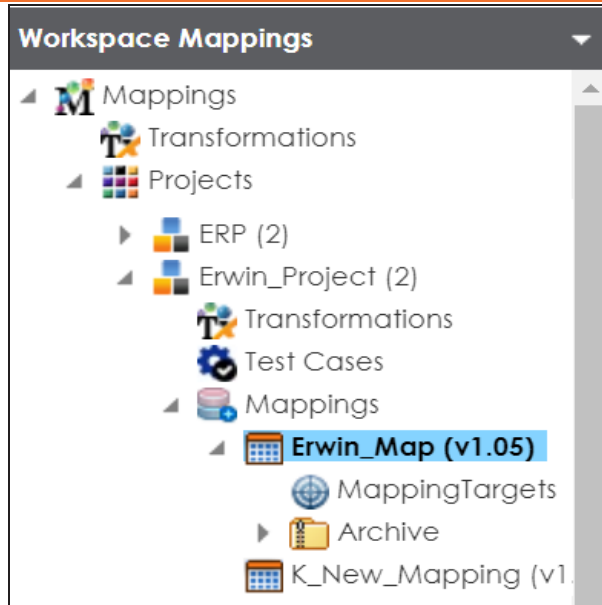 Workspace Mappings
Mappings
Transformations
Projects
ERP (2)
Erwin_Project (2)
Transformations
Test Cases
Mappings
Erwin_Map (v1.05)
MappingTargets
Archive
K_New_Mapping (v1.